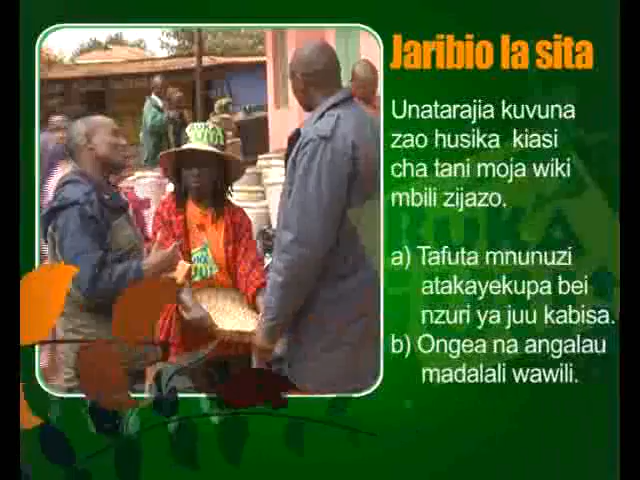 Jaribio la sita
Unatarajia kuvuna
zao husika kiasi
cha tani moja wiki
mbili zijazo.
a) Tafuta mnunuzi
atakayekupa bei
nzuri ya juu kabisa.
b) Ongea na angalau
madalali wawili.
RUKA